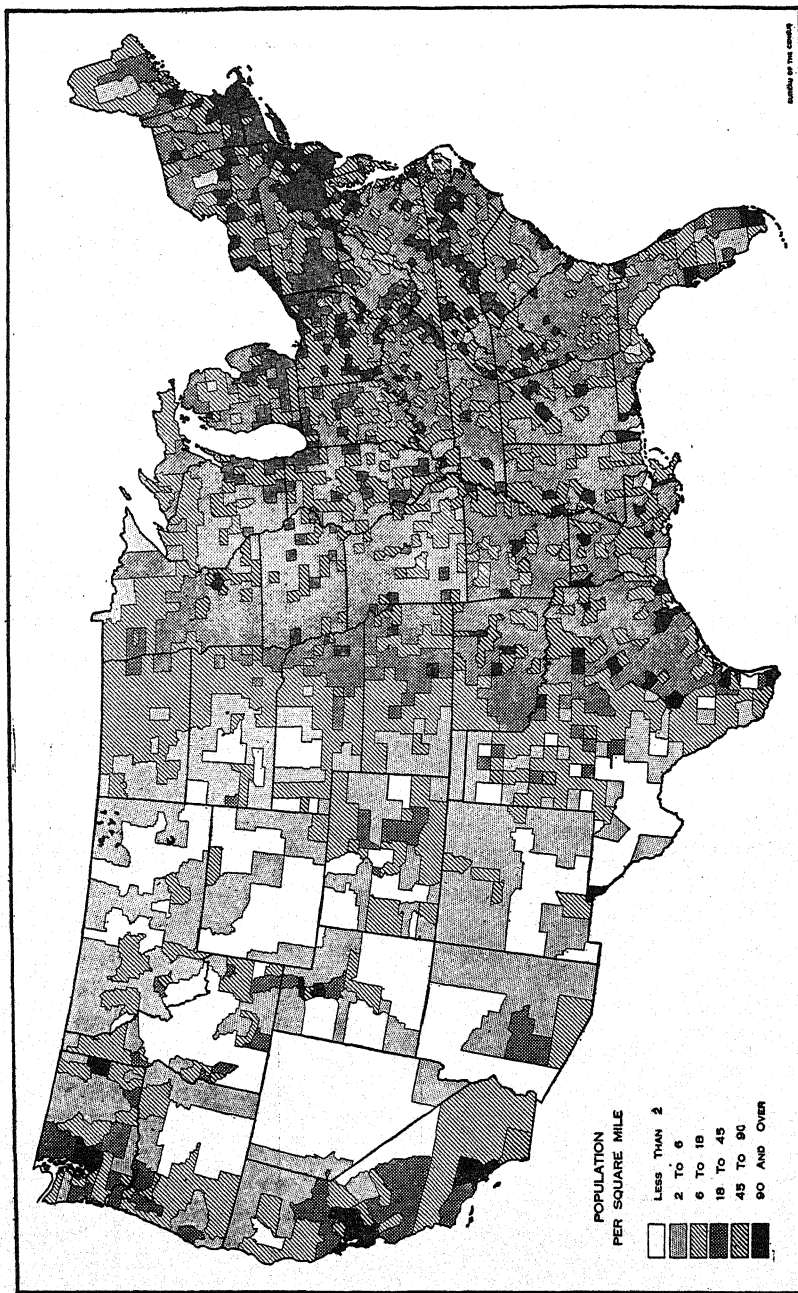 POPULATION
PER SQUARE MILE
LESS THAN 2
2 TO 6
6 TO 18
18 TO 45
45 TO 90
90 AND OVER
BUREAU OF THE CENSUS